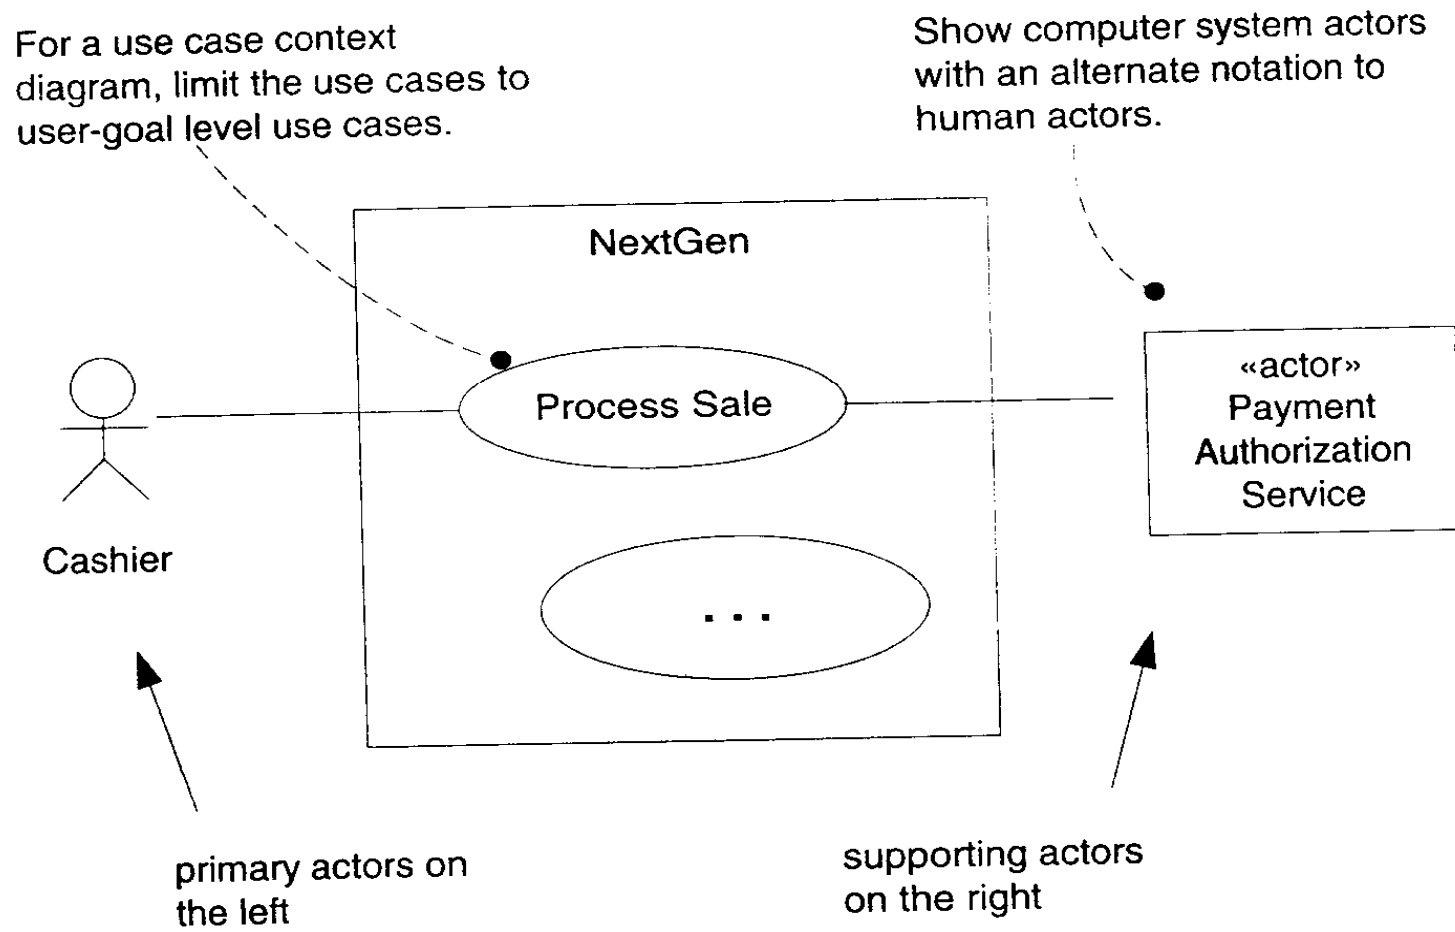 For a use case context
diagram, limit the use cases to
user-goal level use cases.
Show computer system actors
with an alternate notation to
human actors.
NextGen
Process Sale
«actor»
Payment
Authorization
Service
Cashier
. . .
primary actors on
the left
supporting actors
on the right